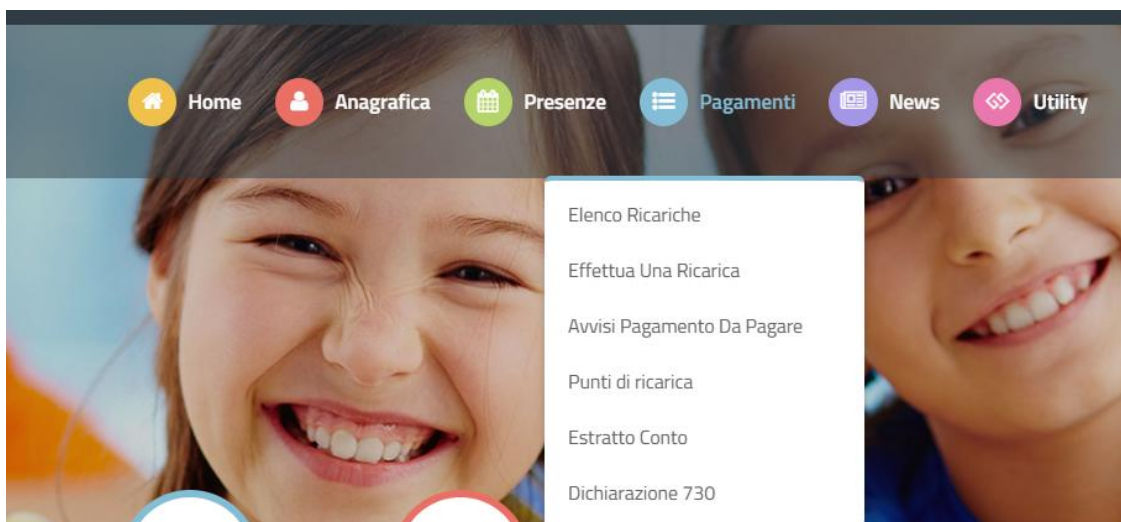 Home Anagrafica Presenze Pagamenti News Utility
Elenco Ricariche
Effettua Una Ricarica
Avvisi Pagamento Da Pagare
Punti di ricarica
Estratto Conto
Dichiarazione 730